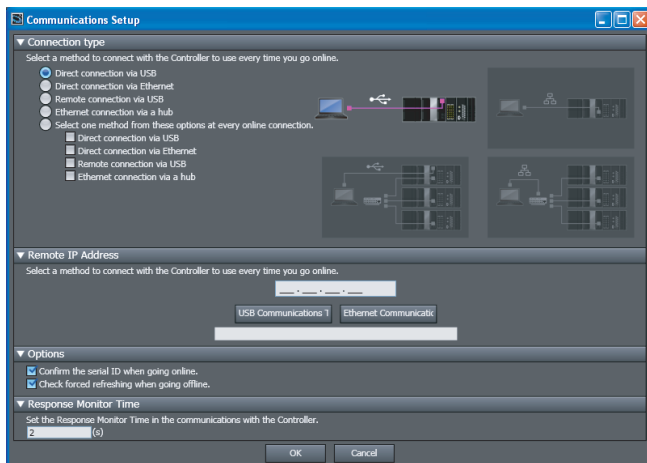 Communications Setup
▼ Connection type
Select a method to connect with the Controller to use every time you go online.
Direct connection via USB
Direct connection via Ethernet
Remote connection via USB
Ethernet connection via a hub
Select one method from these options at every online connection.
Direct connection via USB
Direct connection via Ethernet
Remote connection via USB
Ethernet connection via a hub
▼ Remote IP Address
Select a method to connect with the Controller to use every time you go online.
___.___.___.___
USB Communications T Ethernet Communicatic
▼ Options
Confirm the serial ID when going online.
Check forced refreshing when going offline.
▼ Response Monitor Time
Set the Response Monitor Time in the communications with the Controller.
2 (s)
OK Cancel